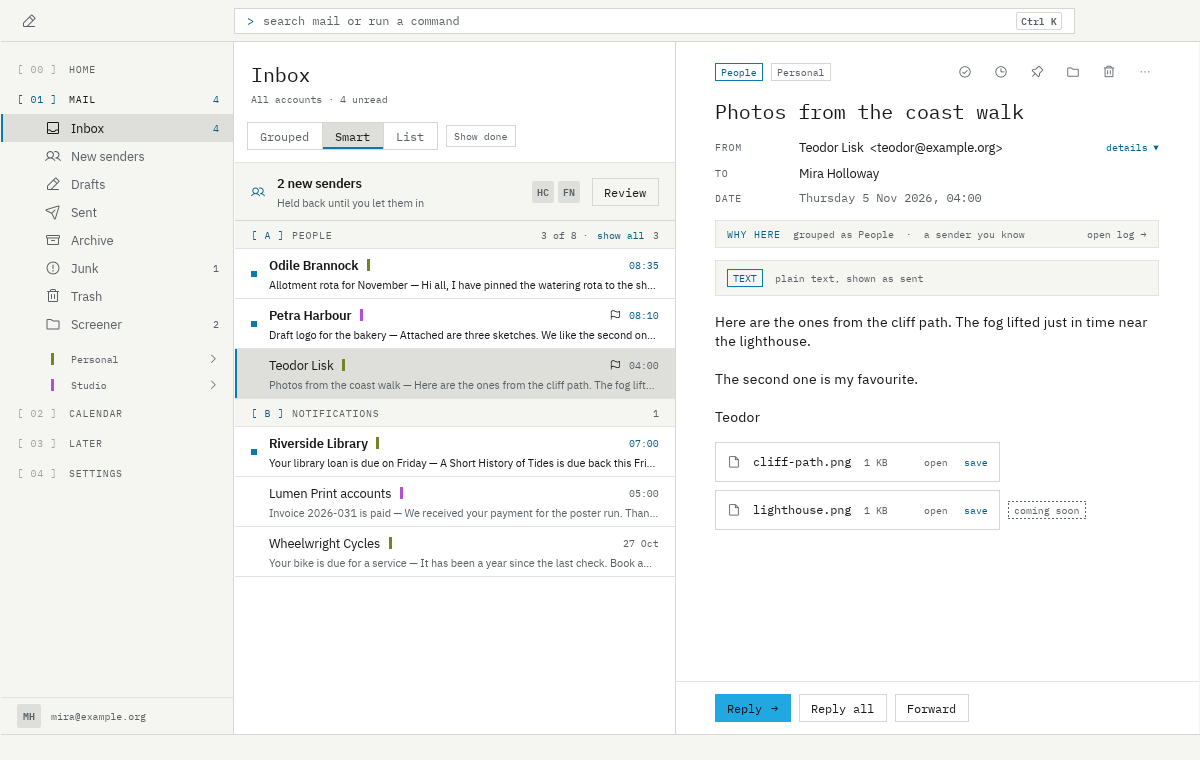 > search mail or run a command Ctrl K
[ 00 ] HOME
[ 01 ] MAIL 4
Inbox 4
New senders
Drafts
Sent
Archive
Junk 1
Trash
Screener 2
Personal
Studio
[ 02 ] CALENDAR
[ 03 ] LATER
[ 04 ] SETTINGS
MH mira@example.org
Inbox
All accounts · 4 unread
Grouped Smart List Show done
2 new senders
Held back until you let them in
HC FN Review
[ A ] PEOPLE 3 of 8 · show all 3
Odile Brannock 08:35
Allotment rota for November — Hi all, I have pinned the watering rota to the sh…
Petra Harbour 08:10
Draft logo for the bakery — Attached are three sketches. We like the second on…
Teodor Lisk 04:00
Photos from the coast walk — Here are the ones from the cliff path. The fog lift…
[ B ] NOTIFICATIONS 1
Riverside Library 07:00
Your library loan is due on Friday — A Short History of Tides is due back this Fri…
Lumen Print accounts 05:00
Invoice 2026-031 is paid — We received your payment for the poster run. Than…
Wheelwright Cycles 27 Oct
Your bike is due for a service — It has been a year since the last check. Book a…
People Personal
Photos from the coast walk
FROM Teodor Lisk <teodor@example.org> details ▾
TO Mira Holloway
DATE Thursday 5 Nov 2026, 04:00
WHY HERE grouped as People · a sender you know open log →
TEXT plain text, shown as sent
Here are the ones from the cliff path. The fog lifted just in time near
the lighthouse.
The second one is my favourite.
Teodor
cliff-path.png 1 KB open save
lighthouse.png 1 KB open save coming soon
Reply → Reply all Forward